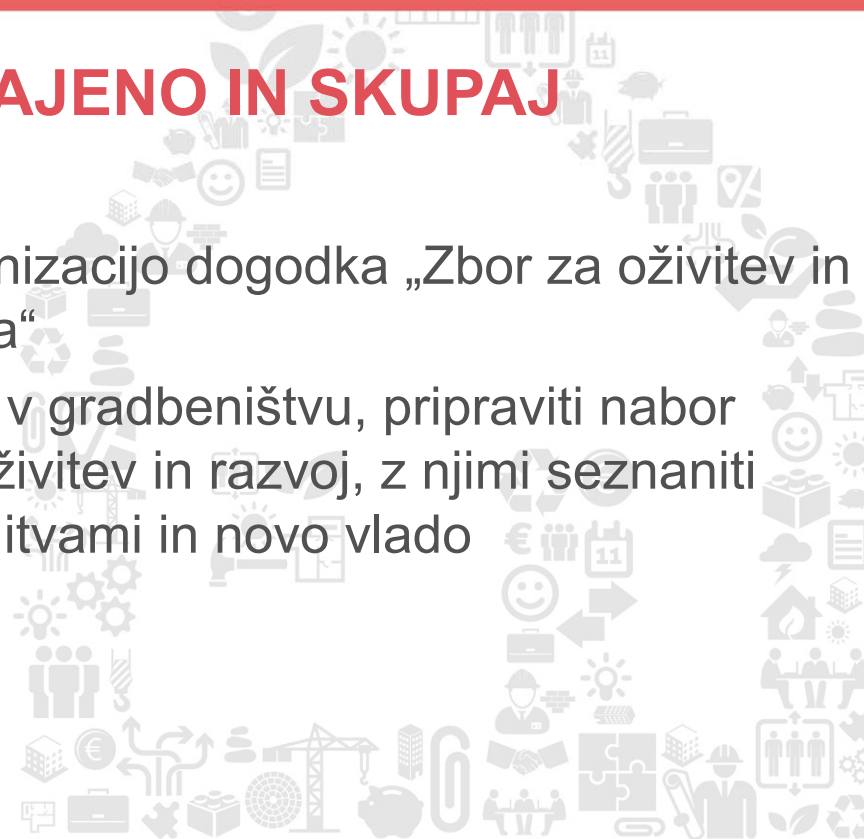 AJENO IN SKUPAJ
nizacijo dogodka „Zbor za oživitev in
a“
v gradbeništvu, pripraviti nabor
živitev in razvoj, z njimi seznaniti
itvami in novo vlado